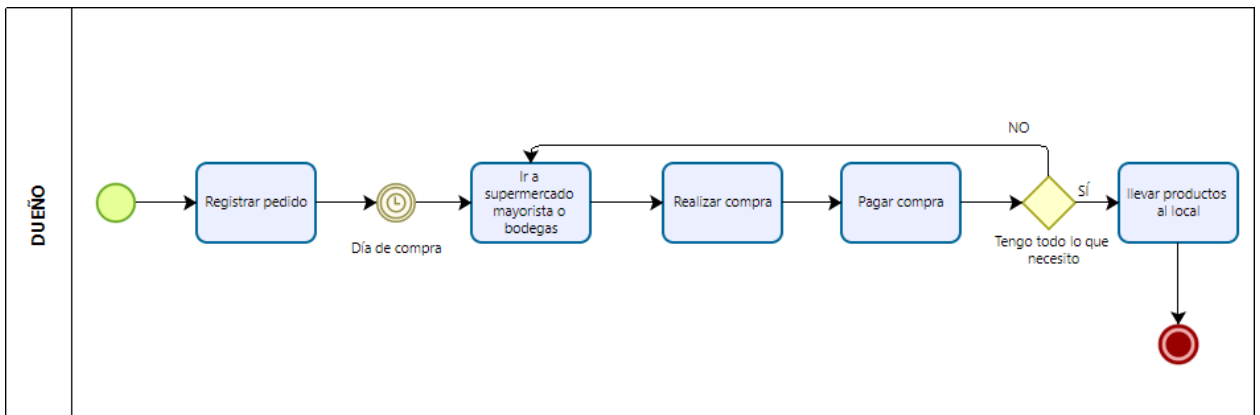 DUEÑO
Registrar pedido
Día de compra
Ir a
supermercado
mayorista o
bodegas
Realizar compra
Pagar compra
NO
Tengo todo lo que
necesito
SÍ
llevar productos
al local